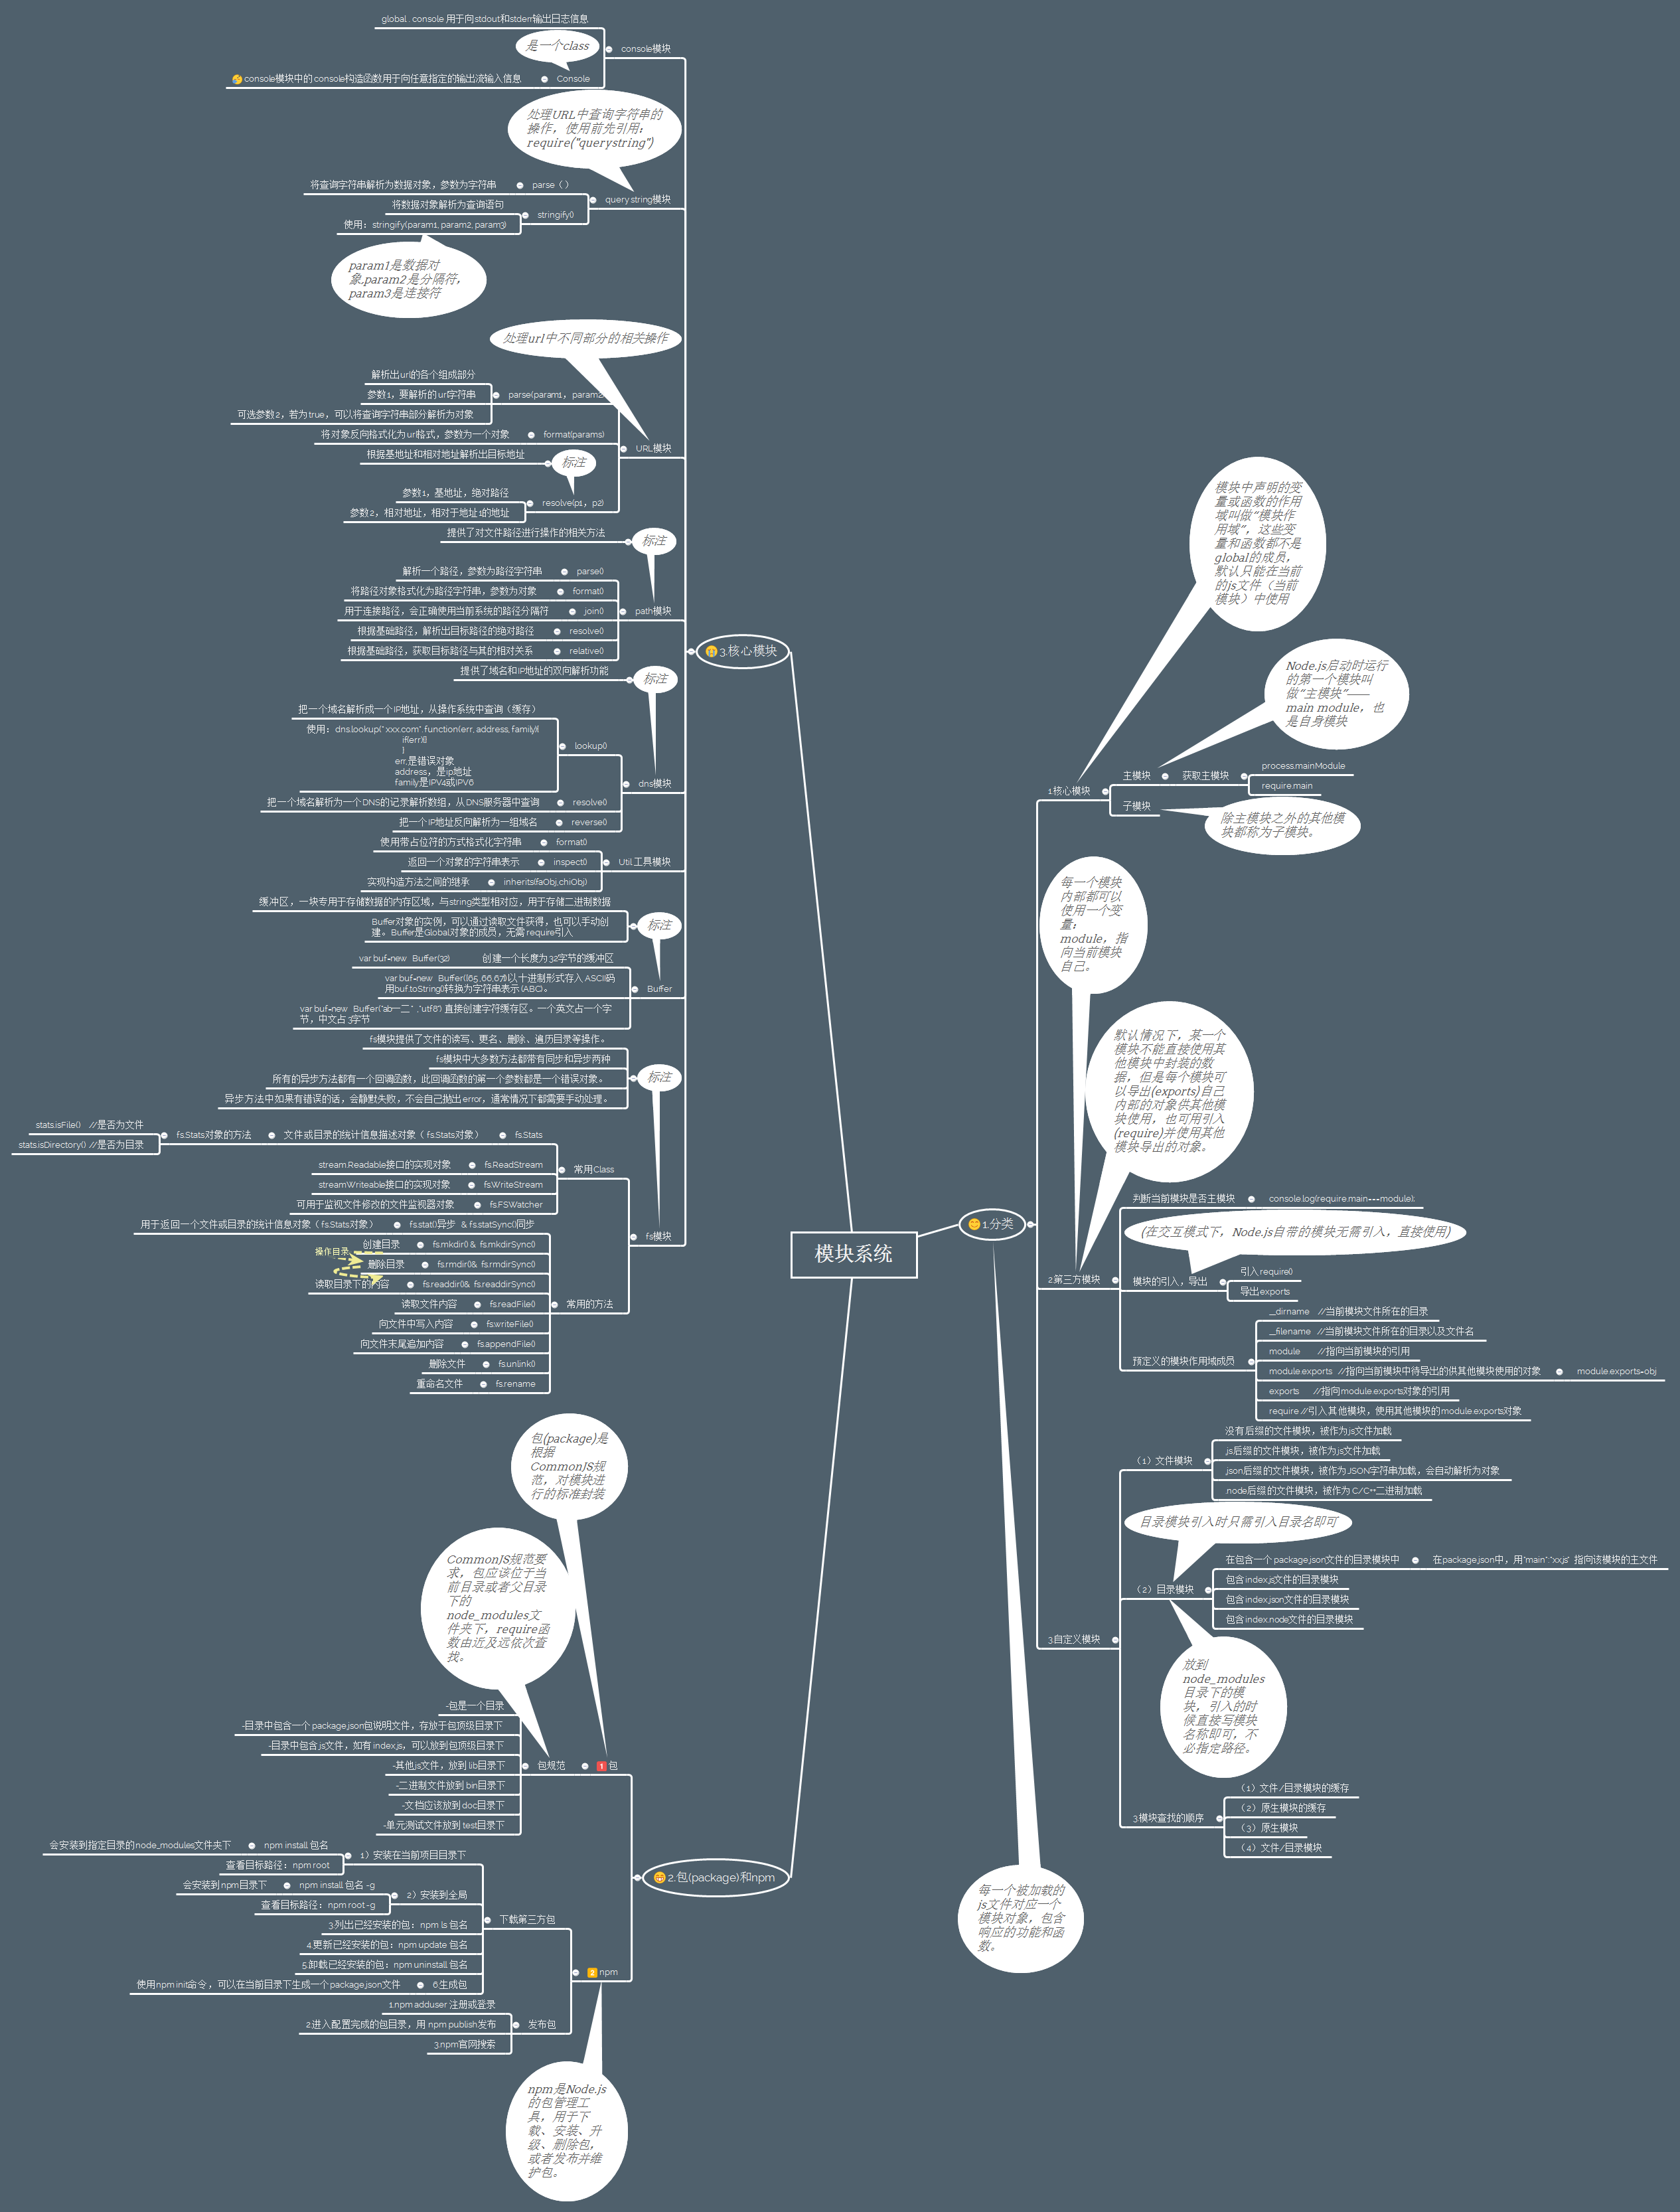 模块系统
😊1.分类
每一个被加载的
js文件对应一个
模块对象，包含
响应的功能和函
数。
1.核心模块
模块中声明的变
量或函数的作用
域叫做“模块作
用域”，这些变
量和函数都不是
global的成员，
默认只能在当前
的js文件（当前
模块）中使用
主模块
Node.js启动时运行
的第一个模块叫
做“主模块”——
main module，也
是自身模块
获取主模块
process.mainModule
require.main
子模块
除主模块之外的其他模
块都称为子模块。
2.第三方模块
每一个模块
内部都可以
使用一个变
量：
module，指
向当前模块
自己。
默认情况下，某一个
模块不能直接使用其
他模块中封装的数
据，但是每个模块可
以导出(exports)自己
内部的对象供其他模
块使用，也可用引入
(require)并使用其他
模块导出的对象。
判断当前模块是否主模块
console.log(require.main===module);
(在交互模式下，Node.js自带的模块无需引入，直接使用)
模块的引入，导出
引入 require()
导出 exports
预定义的模块作用域成员
__dirname //当前模块文件所在的目录
__filename //当前模块文件所在的目录以及文件名
module //指向当前模块的引用
module.exports //指向当前模块中待导出的供其他模块使用的对象
module.exports=obj
exports //指向module.exports对象的引用
require //引入其他模块，使用其他模块的module.exports对象
3.自定义模块
（1）文件模块
没有后缀的文件模块，被作为js文件加载
.js后缀的文件模块，被作为js文件加载
.json后缀的文件模块，被作为JSON字符串加载，会自动解析为对象
.node后缀的文件模块，被作为 C/C++二进制加载
目录模块引入时只需引入目录名即可
（2）目录模块
在包含一个 package.json文件的目录模块中
在package.json中，用"main":"xx.js" 指向该模块的主文件
包含 index.js文件的目录模块
包含 index.json文件的目录模块
包含 index.node文件的目录模块
放到
node_modules
目录下的模
块，引入的时
候直接写模块
名称即可，不
必指定路径。
3.模块查找的顺序
（1）文件/目录模块的缓存
（2）原生模块的缓存
（3）原生模块
（4）文件/目录模块
2.包(package)和npm
1 包
包(package)是
根据
CommonJS规
范，对模块进
行的标准封装
包规范
CommonJS规范要
求，包应该位于当
前目录或者父目录
下的
node_modules文
件夹下，require函
数由近及远依次查
找。
-包是一个目录
-目录中包含一个 package.json包说明文件，存放于包顶级目录下
-目录中包含 js文件，如有 index.js，可以放到包顶级目录下
-其他js文件，放到 lib目录下
-二进制文件放到 bin目录下
-文档应该放到 doc目录下
-单元测试文件放到 test目录下
2 npm
下载第三方包
1）安装在当前项目目录下
npm install 包名
会安装到指定目录的node_modules文件夹下
查看目标路径：npm root
2）安装到全局
npm install 包名 -g
会安装到npm目录下
查看目标路径：npm root -g
3.列出已经安装的包：npm ls 包名
4.更新已经安装的包：npm update 包名
5.卸载已经安装的包：npm uninstall 包名
6.生成包
使用npm init命令，可以在当前目录下生成一个package.json文件
发布包
1.npm adduser 注册或登录
2.进入配置完成的包目录，用 npm publish发布
3.npm官网搜索
npm是Node.js
的包管理工
具，用于下
载、安装、升
级、删除包，
或者发布并维
护包。
3.核心模块
console模块
global . console 用于向stdout和stderr输出日志信息
是一个class
Console
console模块中的 console构造函数用于向任意指定的输出流输入信息
处理URL中查询字符串的
操作，使用前先引用：
require("querystring")
query string模块
parse（ ）
将查询字符串解析为数据对象，参数为字符串
stringify()
将数据对象解析为查询语句
使用：stringify(param1, param2, param3)
param1是数据对
象,param2是分隔符，
param3是连接符
处理url中不同部分的相关操作
URL模块
parse(param1，param2
解析出url的各个组成部分
参数1，要解析的 url字符串
可选参数 2，若为true，可以将查询字符串部分解析为对象
format(params)
将对象反向格式化为 url格式，参数为一个对象
标注
根据基地址和相对地址解析出目标地址
resolve(p1，p2)
参数1，基地址，绝对路径
参数2，相对地址，相对于地址 1的地址
标注
提供了对文件路径进行操作的相关方法
path模块
parse()
解析一个路径，参数为路径字符串
format()
将路径对象格式化为路径字符串，参数为对象
join()
用于连接路径，会正确使用当前系统的路径分隔符
resolve()
根据基础路径，解析出目标路径的绝对路径
relative()
根据基础路径，获取目标路径与其的相对关系
标注
提供了域名和IP地址的双向解析功能
dns模块
lookup()
把一个域名解析成一个 IP地址，从操作系统中查询（缓存）
使用：dns.lookup(" xxx.com". function(err, address, family){
if(err){}
}
err,是错误对象
address，是ip地址
family是IPV4或IPV6
resolve()
把一个域名解析为一个 DNS的记录解析数组，从 DNS服务器中查询
reverse()
把一个 IP地址反向解析为一组域名
Util 工具模块
format()
使用带占位符的方式格式化字符串
inspect()
返回一个对象的字符串表示
inherits(faObj,chiObj)
实现构造方法之间的继承
标注
缓冲区，一块专用于存储数据的内存区域，与string类型相对应，用于存储二进制数据
Buffer对象的实例，可以通过读取文件获得，也可以手动创
建。Buffer是Global对象的成员，无需require引入
Buffer
var buf=new Buffer(32) 创建一个长度为 32字节的缓冲区
var buf=new Buffer([65 ,66,67])以十进制形式存入 ASCII码
用buf.toString()转换为字符串表示 (ABC) 。
var buf=new Buffer("ab一二" ,"utf8") 直接创建字符缓存区。一个英文占一个字
节，中文占 3字节
标注
fs模块提供了文件的读写、更名、删除、遍历目录等操作。
fs模块中大多数方法都带有同步和异步两种
所有的异步方法都有一个回调函数，此回调函数的第一个参数都是一个错误对象。
异步方法中如果有错误的话，会静默失败，不会自己抛出 error，通常情况下都需要手动处理。
fs模块
常用Class
fs.Stats
文件或目录的统计信息描述对象（ fs.Stats对象）
fs.Stats对象的方法
stats.isFile() //是否为文件
stats.isDirectory() //是否为目录
fs.ReadStream
stream.Readable接口的实现对象
fs.WriteStream
streamWriteable接口的实现对象
fs.FSWatcher
可用于监视文件修改的文件监视器对象
常用的方法
fs.stat()异步 & fs.statSync()同步
用于返回一个文件或目录的统计信息对象（ fs.Stats对象）
fs.mkdir() & fs.mkdirSync()
创建目录
操作目录
fs.rmdir()& fs.rmdirSync()
删除目录
fs.readdir()& fs.readdirSync()
读取目录下的内容
fs.readFile()
读取文件内容
fs.writeFile()
向文件中写入内容
fs.appendFile()
向文件末尾追加内容
fs.unlink()
删除文件
fs.rename
重命名文件